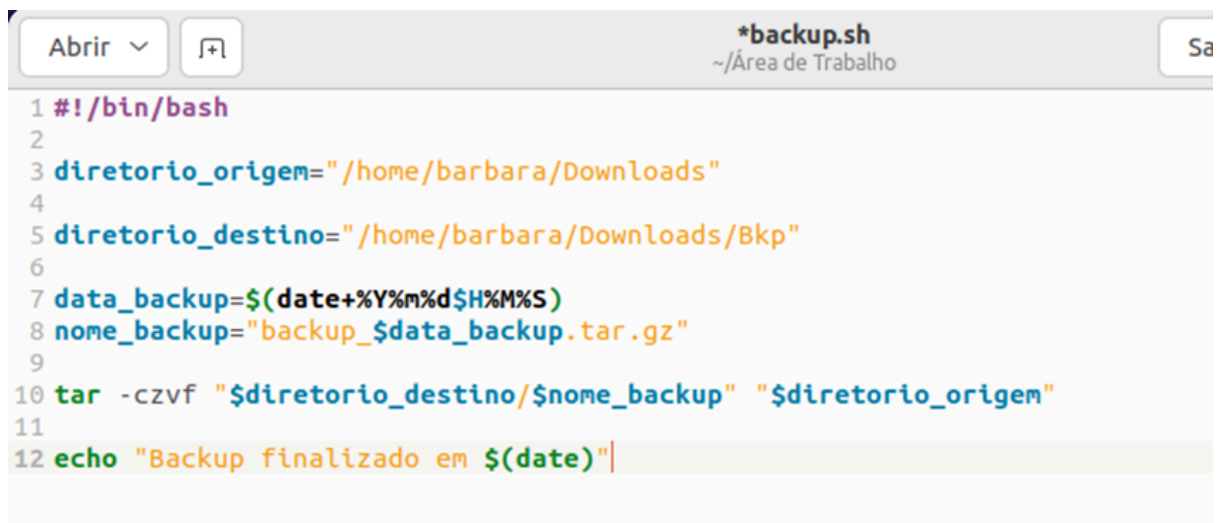 Abrir
*backup.sh
~/Área de Trabalho
Sa
1 #!/bin/bash
2
3 diretorio_origem="/home/barbara/Downloads"
4
5 diretorio_destino="/home/barbara/Downloads/Bkp"
6
7 data_backup=$(date+%Y%m%d$H%M%S)
8 nome_backup="backup_$data_backup.tar.gz"
9
10 tar -czvf "$diretorio_destino/$nome_backup" "$diretorio_origem"
11
12 echo "Backup finalizado em $(date)"